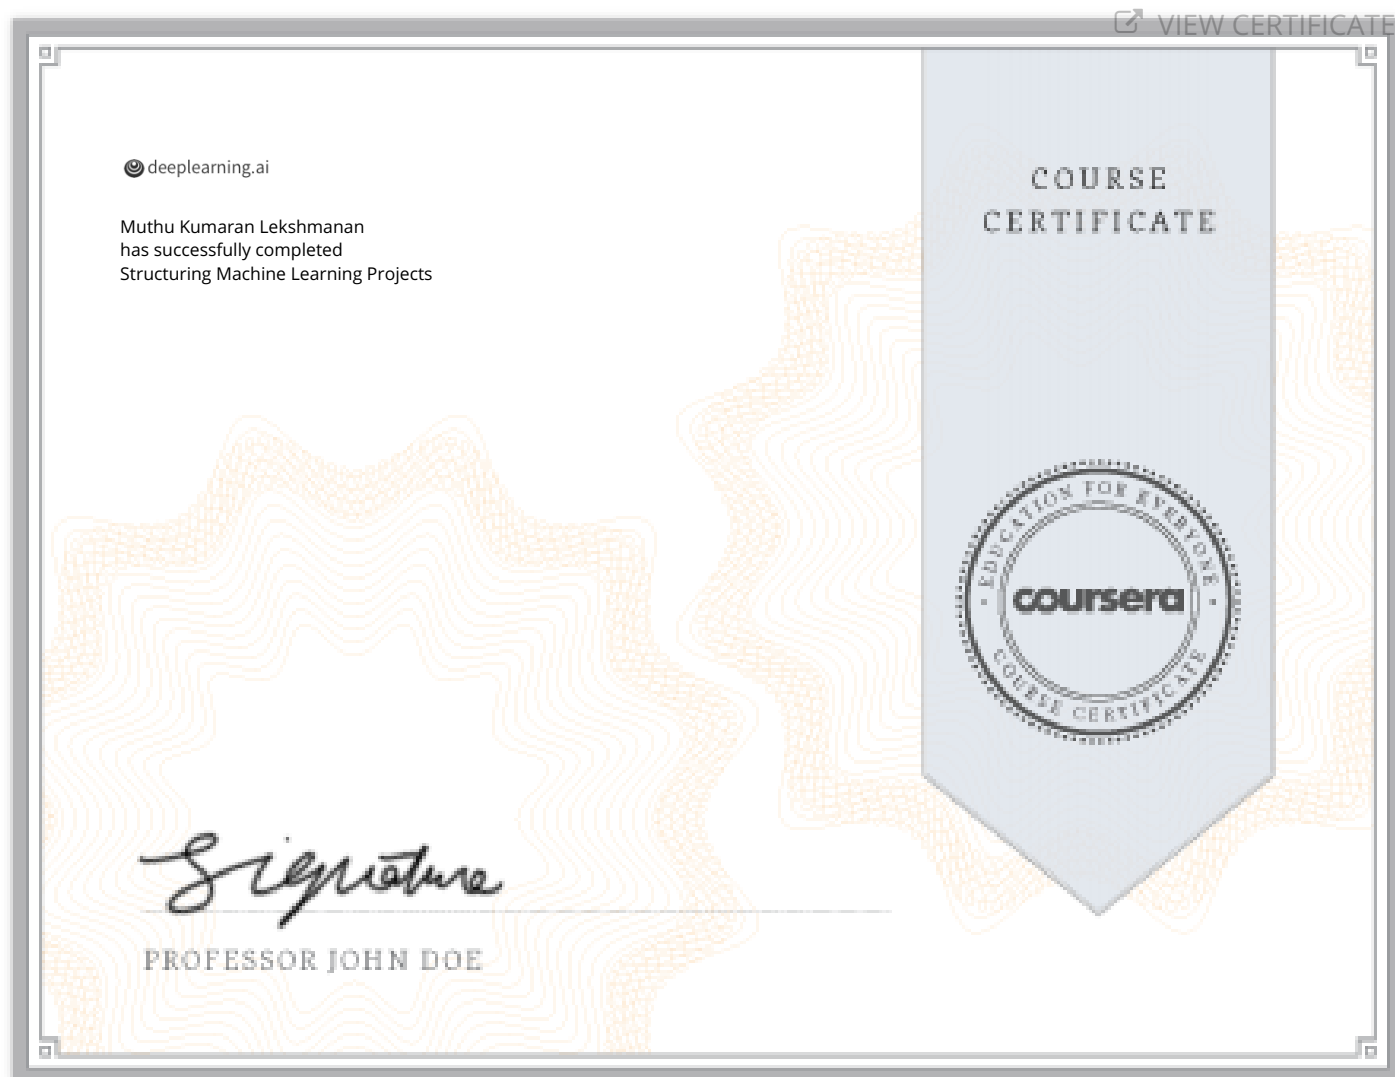 VIEW CERTIFICATE
deeplearning.ai
Muthu Kumaran Lekshmanan
has successfully completed
Structuring Machine Learning Projects
COURSE
CERTIFICATE
EDUCATION FOR EVERYONE
coursera
COURSE CERTIFICATE
Signature
PROFESSOR JOHN DOE